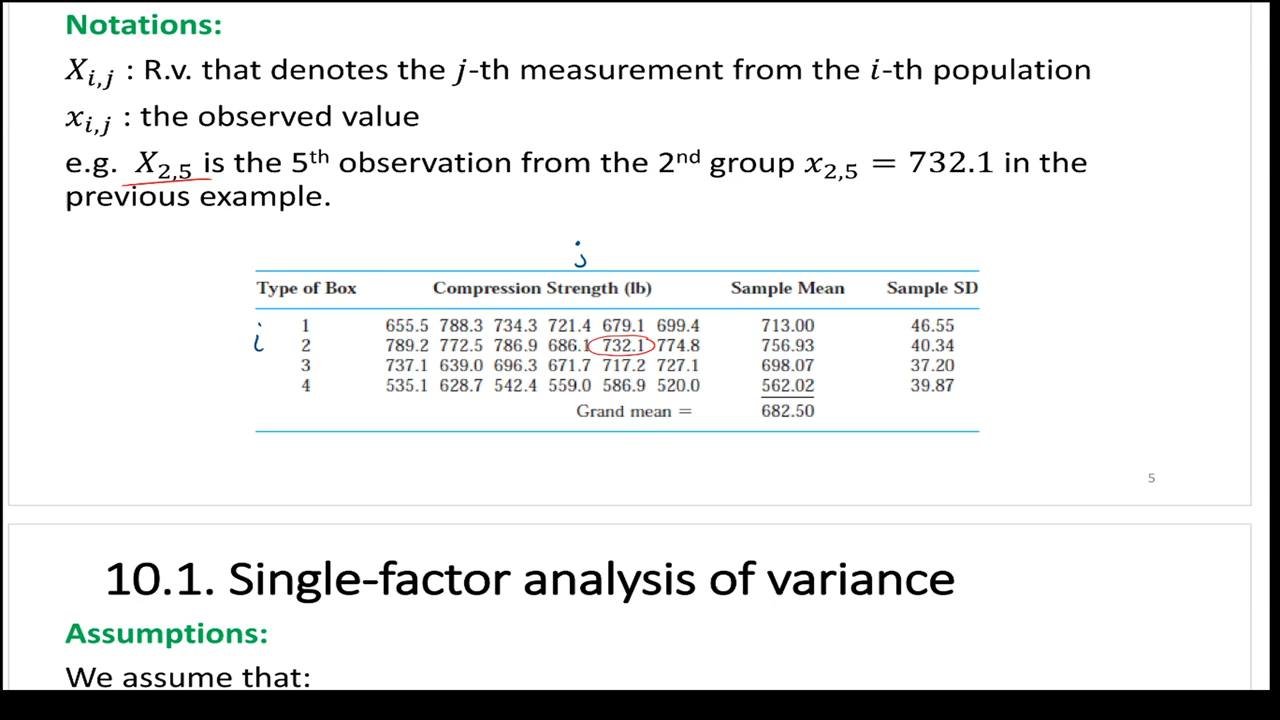 Notations:
X_{i,j} : R.v. that denotes the j-th measurement from the i-th population
x_{i,j} : the observed value
e.g. X_{2,5} is the 5th observation from the 2nd group x_{2,5} = 732.1 in the
previous example.
j
Type of Box Compression Strength (lb) Sample Mean Sample SD
i
1 655.5 788.3 734.3 721.4 679.1 699.4 713.00 46.55
2 789.2 772.5 786.9 686.1 732.1 774.8 756.93 40.34
3 737.1 639.0 696.3 671.7 717.2 727.1 698.07 37.20
4 535.1 628.7 542.4 559.0 586.9 520.0 562.02 39.87
Grand mean = 682.50
5
10.1. Single-factor analysis of variance
Assumptions:
We assume that: